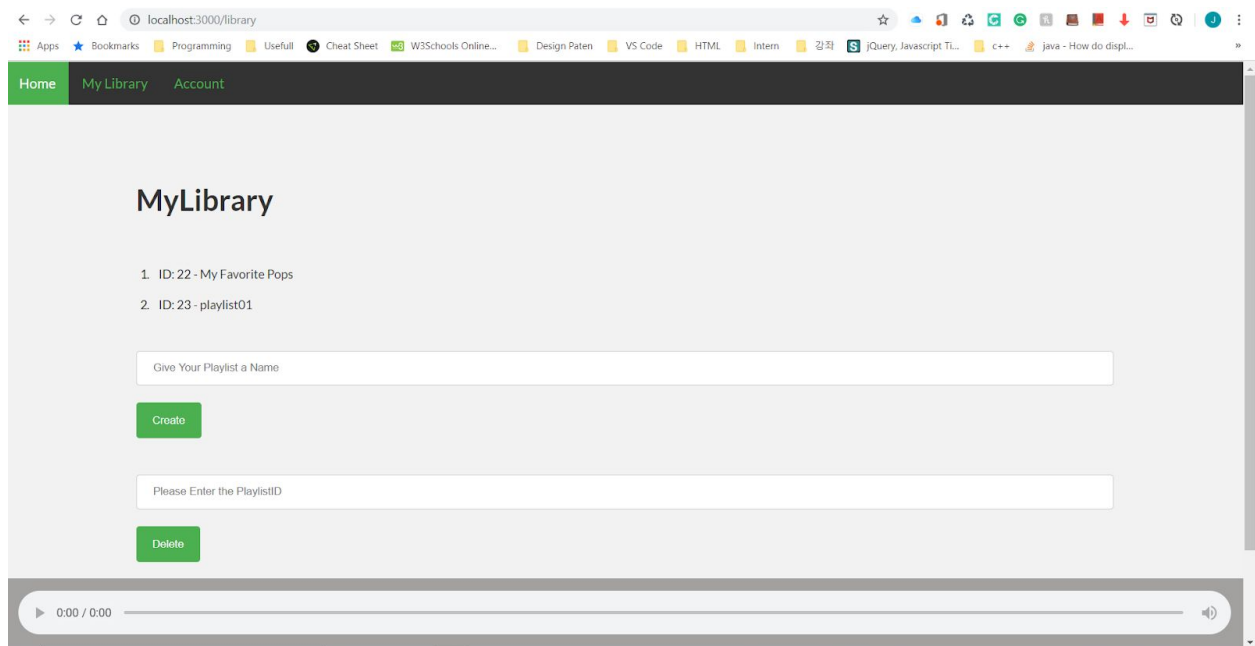 localhost:3000/library
Apps Bookmarks Programming Usefull Cheat Sheet W3Schools Online... Design Paten VS Code HTML Intern 강좌 jQuery, Javascript Ti... c++ java - How do displ... »
Home My Library Account
MyLibrary
1. ID: 22 - My Favorite Pops
2. ID: 23 - playlist01
Give Your Playlist a Name
Create
Please Enter the PlaylistID
Delete
0:00 / 0:00